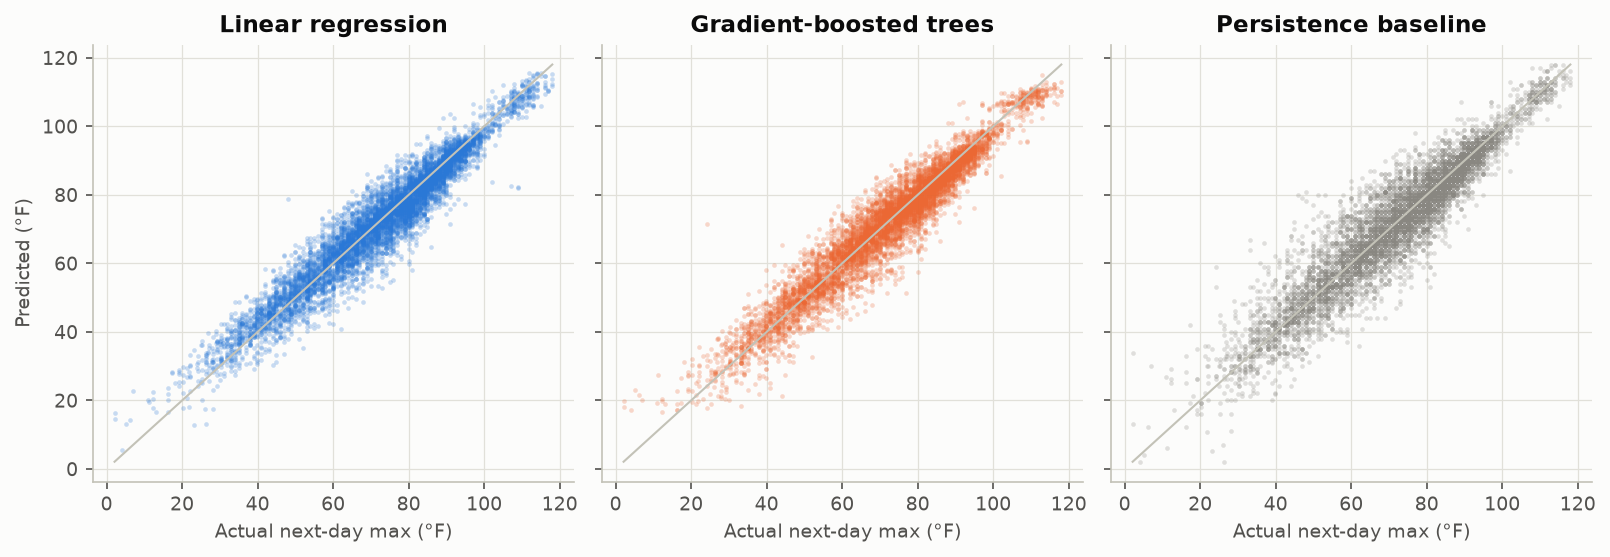 Linear regression
Gradient-boosted trees
Persistence baseline
Predicted (°F)
120
100
80
60
40
20
0
0 20 40 60 80 100 120
0 20 40 60 80 100 120
0 20 40 60 80 100 120
Actual next-day max (°F)
Actual next-day max (°F)
Actual next-day max (°F)